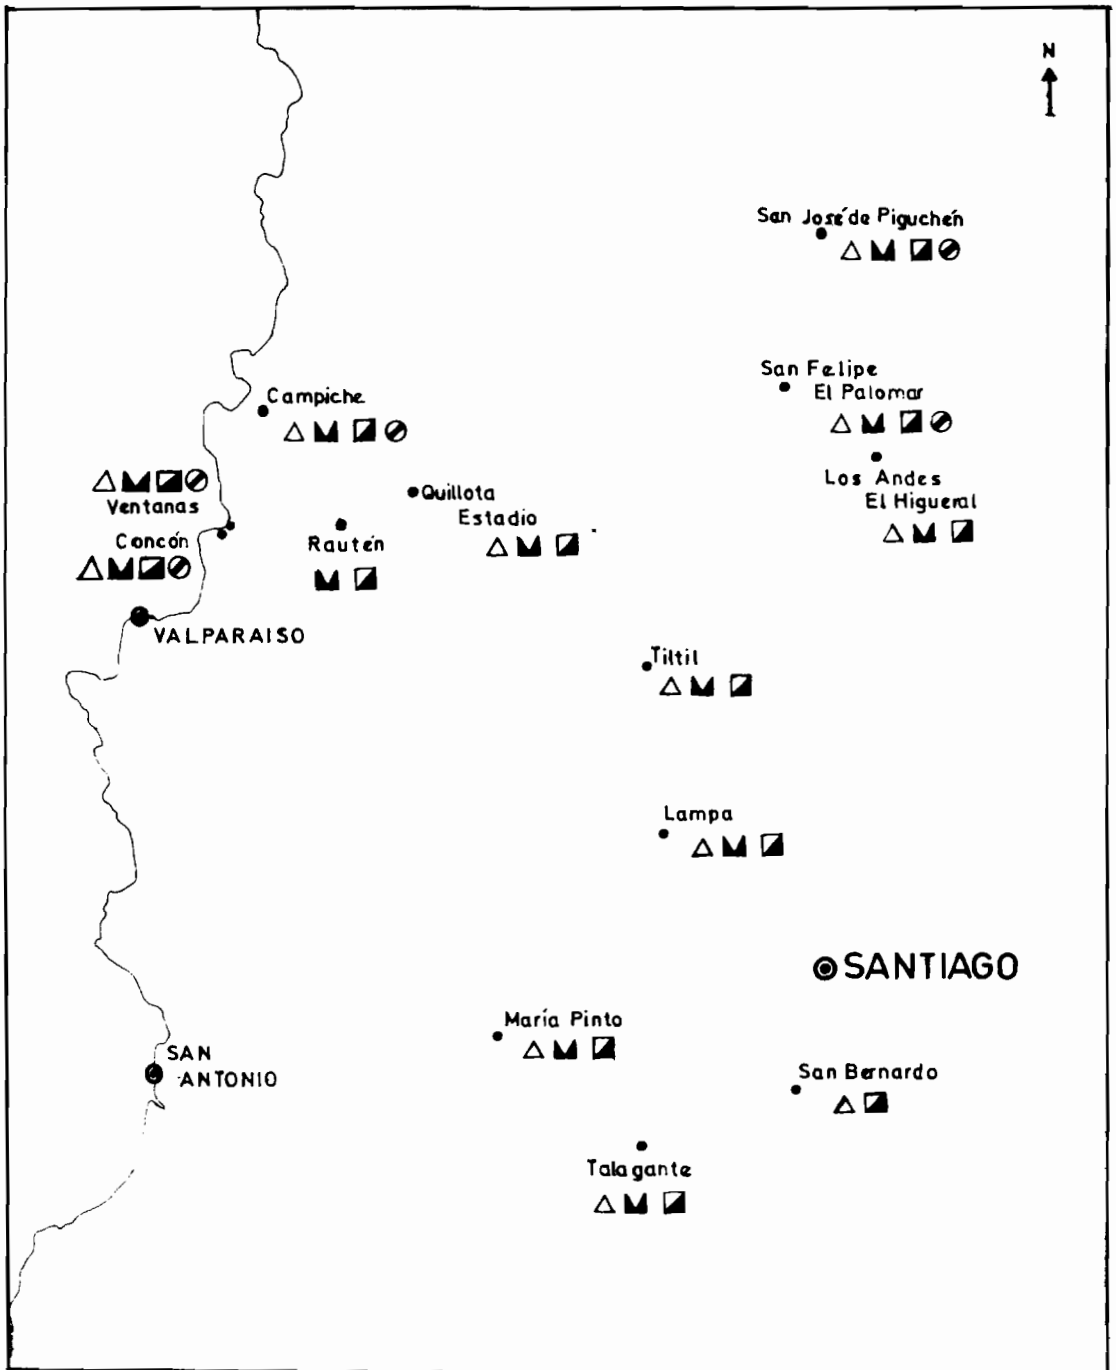 N
San José de Piguchén
San Felipe
El Palomar
Campiche
Los Andes
El Higueral
Quillota
Estadio
Ventanas
Concón
Rautén
VALPARAISO
Tiltil
Lampa
SANTIAGO
María Pinto
SAN
ANTONIO
San Bernardo
Talagante